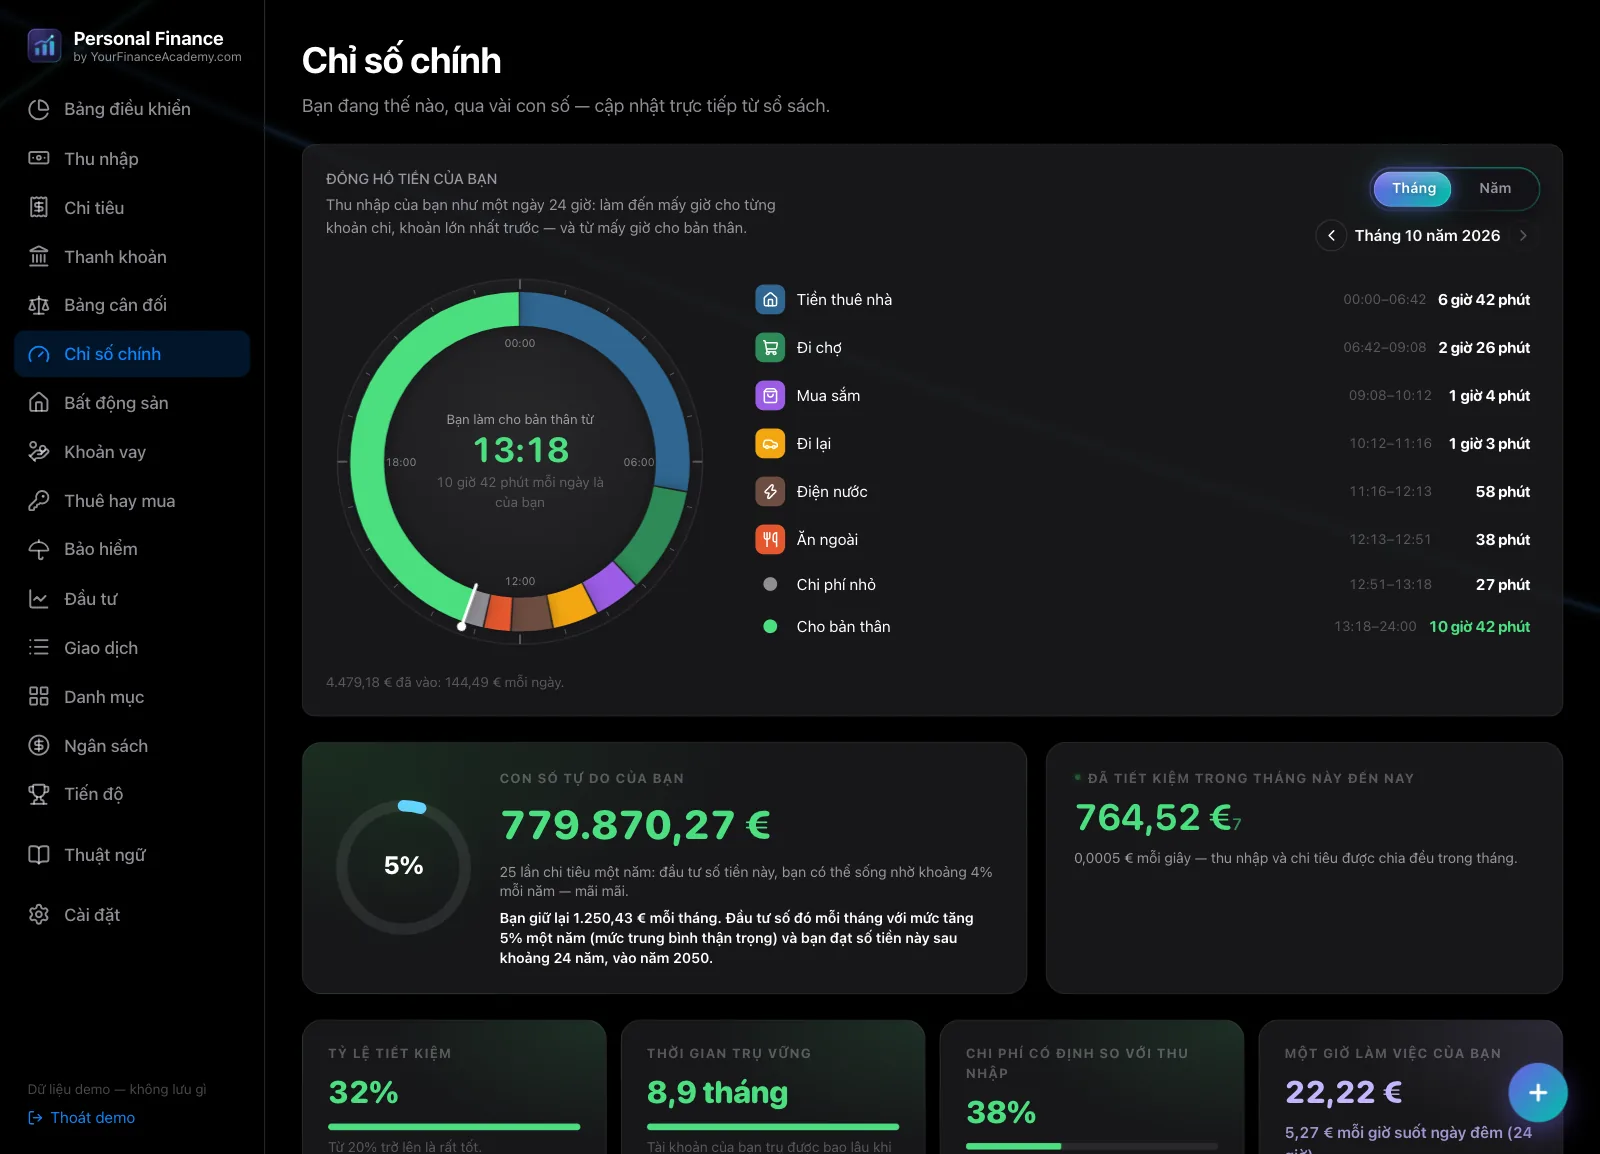 Personal Finance
by YourFinanceAcademy.com
Bảng điều khiển
Thu nhập
Chi tiêu
Thanh khoản
Bảng cân đối
Chỉ số chính
Bất động sản
Khoản vay
Thuê hay mua
Bảo hiểm
Đầu tư
Giao dịch
Danh mục
Ngân sách
Tiến độ
Thuật ngữ
Cài đặt
Dữ liệu demo — không lưu gì
Thoát demo
Chỉ số chính
Bạn đang thế nào, qua vài con số — cập nhật trực tiếp từ sổ sách.
ĐỒNG HỒ TIỀN CỦA BẠN
Thu nhập của bạn như một ngày 24 giờ: làm đến mấy giờ cho từng
khoản chi, khoản lớn nhất trước — và từ mấy giờ cho bản thân.
Tháng
Năm
Tháng 10 năm 2026
00:00
06:00
12:00
18:00
Bạn làm cho bản thân từ
13:18
10 giờ 42 phút mỗi ngày là
của bạn
Tiền thuê nhà 00:00–06:42 6 giờ 42 phút
Đi chợ 06:42–09:08 2 giờ 26 phút
Mua sắm 09:08–10:12 1 giờ 4 phút
Đi lại 10:12–11:16 1 giờ 3 phút
Điện nước 11:16–12:13 58 phút
Ăn ngoài 12:13–12:51 38 phút
Chi phí nhỏ 12:51–13:18 27 phút
Cho bản thân 13:18–24:00 10 giờ 42 phút
4.479,18 € đã vào: 144,49 € mỗi ngày.
5%
CON SỐ TỰ DO CỦA BẠN
779.870,27 €
25 lần chi tiêu một năm: đầu tư số tiền này, bạn có thể sống nhờ khoảng 4%
mỗi năm — mãi mãi.
Bạn giữ lại 1.250,43 € mỗi tháng. Đầu tư số đó mỗi tháng với mức tăng
5% một năm (mức trung bình thận trọng) và bạn đạt số tiền này sau
khoảng 24 năm, vào năm 2050.
ĐÃ TIẾT KIỆM TRONG THÁNG NÀY ĐẾN NAY
764,52 €7
0,0005 € mỗi giây — thu nhập và chi tiêu được chia đều trong tháng.
TỶ LỆ TIẾT KIỆM
32%
Từ 20% trở lên là rất tốt.
THỜI GIAN TRỤ VỮNG
8,9 tháng
Tài khoản của bạn trụ được bao lâu khi
CHI PHÍ CỐ ĐỊNH SO VỚI THU
NHẬP
38%
MỘT GIỜ LÀM VIỆC CỦA BẠN
22,22 €
5,27 € mỗi giờ suốt ngày đêm (24
giờ)